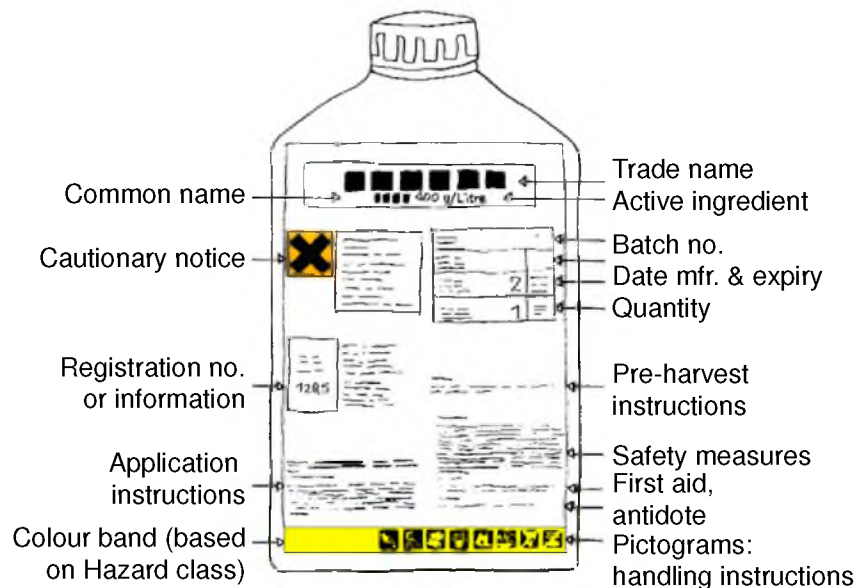 Trade name
Common name
400 g/Litre
Active ingredient
Cautionary notice
Batch no.
Date mfr. & expiry
2
Quantity
1
Registration no.
or information
1285
Pre-harvest
instructions
Application
instructions
Safety measures
First aid,
antidote
Colour band (based
on Hazard class)
Pictograms:
handling instructions